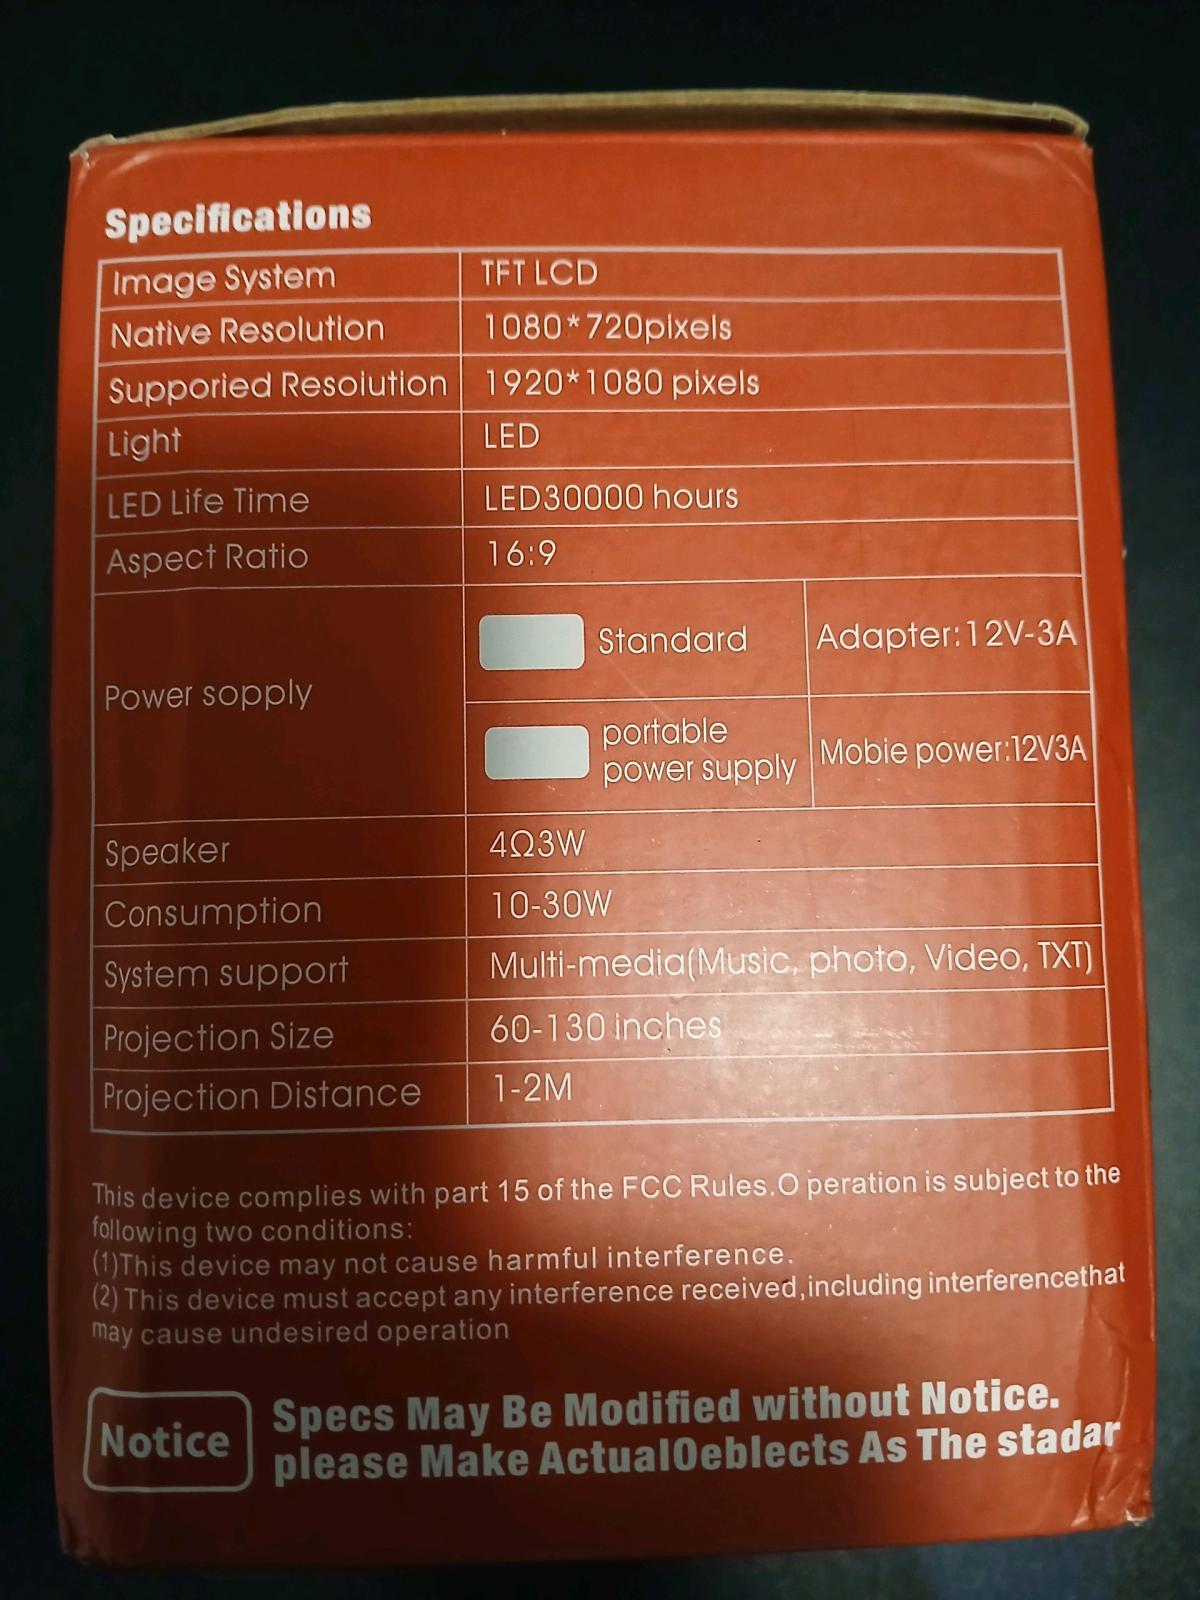 Specifications
Image System TFT LCD
Native Resolution 1080*720pixels
Supporied Resoiution 1920*1080 pixels
Light LED
LED Life Time LED30000 hours
Aspect Ratio 16:9
Power sopply
Standard Adapter:12V-3A
portable
power supply
Mobie power:12V3A
Speaker 4Ω3W
Consumption 10-30W
System support Multi-media(Music, photo, Video, TXT)
Projection Size 60-130 inches
Projection Distance 1-2M
This device complies with part 15 of the FCC Rules.O peration is subject to the
following two conditions:
(1)This device may not cause harmful interference.
(2) This device must accept any interference received,including interferencethat
may cause undesired operation
Notice
Specs May Be Modified without Notice.
please Make ActualOeblects As The stadar